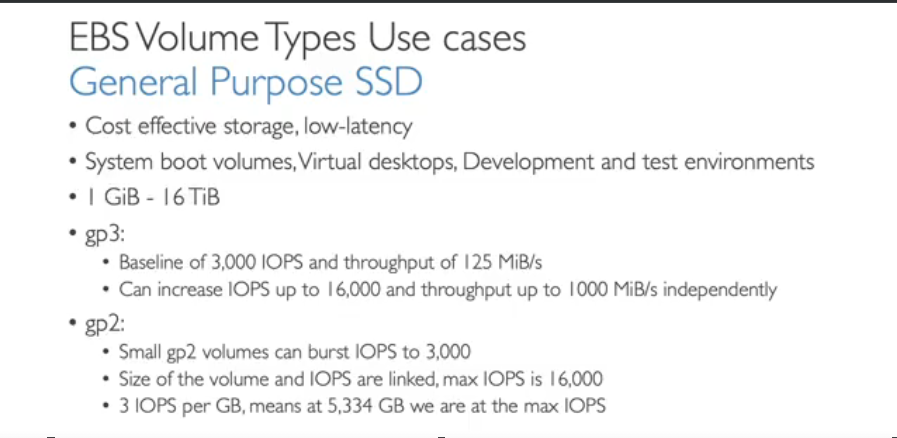 EBS Volume Types Use cases
General Purpose SSD
• Cost effective storage, low-latency
• System boot volumes, Virtual desktops, Development and test environments
• 1 GiB - 16 TiB
• gp3:
• Baseline of 3,000 IOPS and throughput of 125 MiB/s
• Can increase IOPS up to 16,000 and throughput up to 1000 MiB/s independently
• gp2:
• Small gp2 volumes can burst IOPS to 3,000
• Size of the volume and IOPS are linked, max IOPS is 16,000
• 3 IOPS per GB, means at 5,334 GB we are at the max IOPS